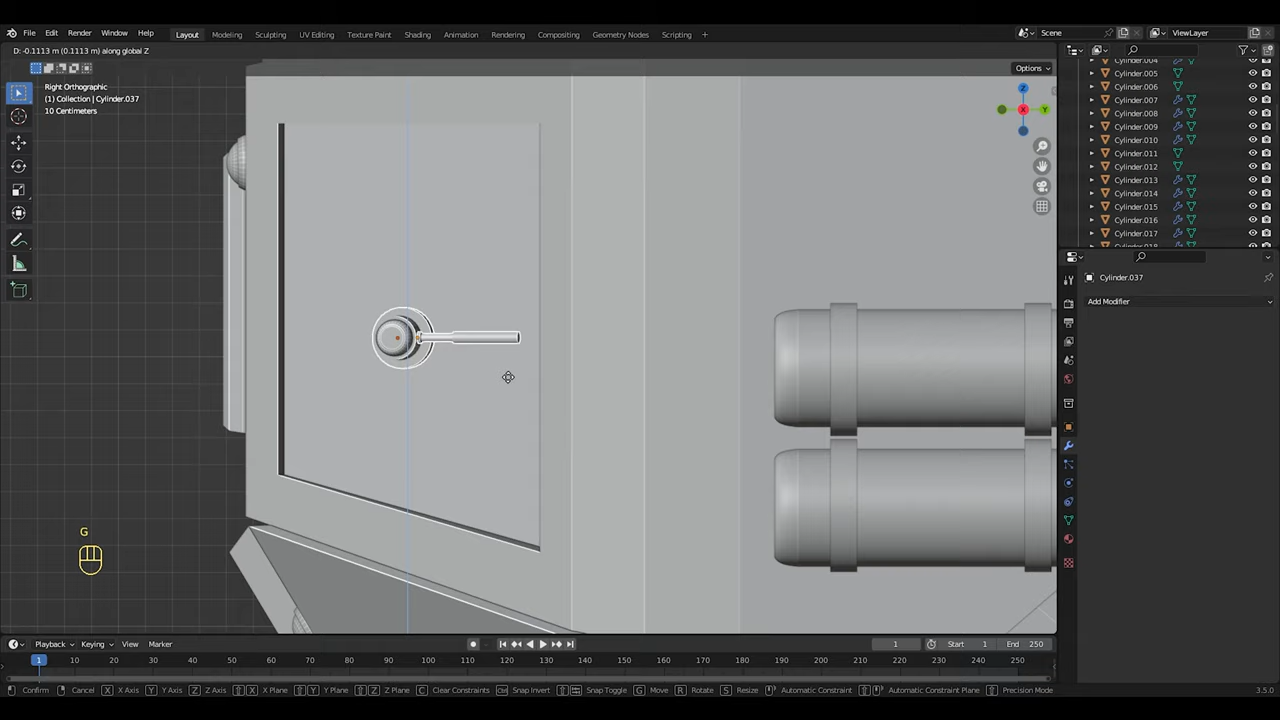 File Edit Render Window Help Layout Modeling Sculpting UV Editing Texture Paint Shading Animation Rendering Compositing Geometry Nodes Scripting + Scene ViewLayer
D: -0.1113 m (0.1113 m) along global Z
Options
Right Orthographic
(1) Collection | Cylinder.037
10 Centimeters
Z
X
Y
Cylinder.004
Cylinder.005
Cylinder.006
Cylinder.007
Cylinder.008
Cylinder.009
Cylinder.010
Cylinder.011
Cylinder.012
Cylinder.013
Cylinder.014
Cylinder.015
Cylinder.016
Cylinder.017
Cylinder.018
Cylinder.037
Add Modifier
G
Playback Keying View Marker 1 Start 1 End 250
1 10 20 30 40 50 60 70 80 90 100 110 120 130 140 150 160 170 180 190 200 210 220 230 240 250
Confirm Cancel X X Axis Y Y Axis Z Z Axis X X Plane Y Y Plane Z Z Plane C Clear Constraints Ctrl Snap Invert Snap Toggle G Move R Rotate S Resize Automatic Constraint Automatic Constraint Plane Precision Mode 3.5.0